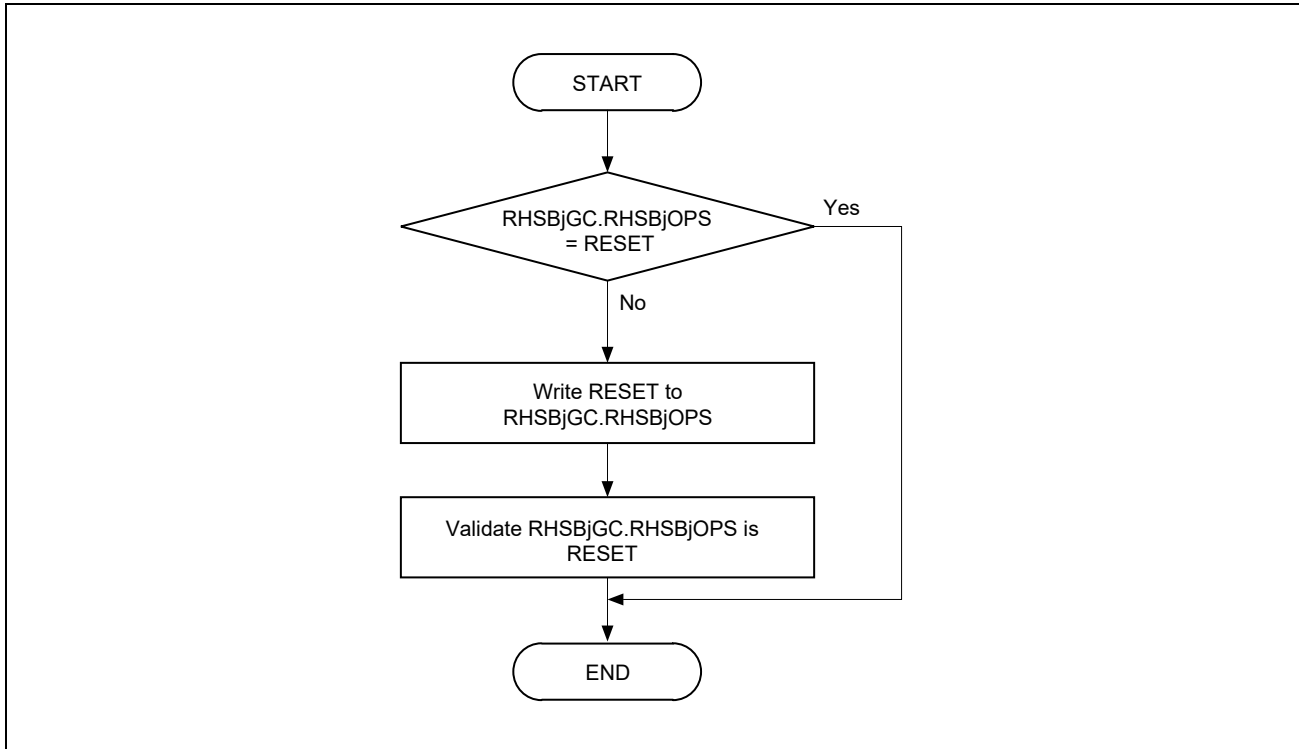 START
RHSBjGC.RHSBjOPS
= RESET
Yes
No
Write RESET to
RHSBjGC.RHSBjOPS
Validate RHSBjGC.RHSBjOPS is
RESET
END